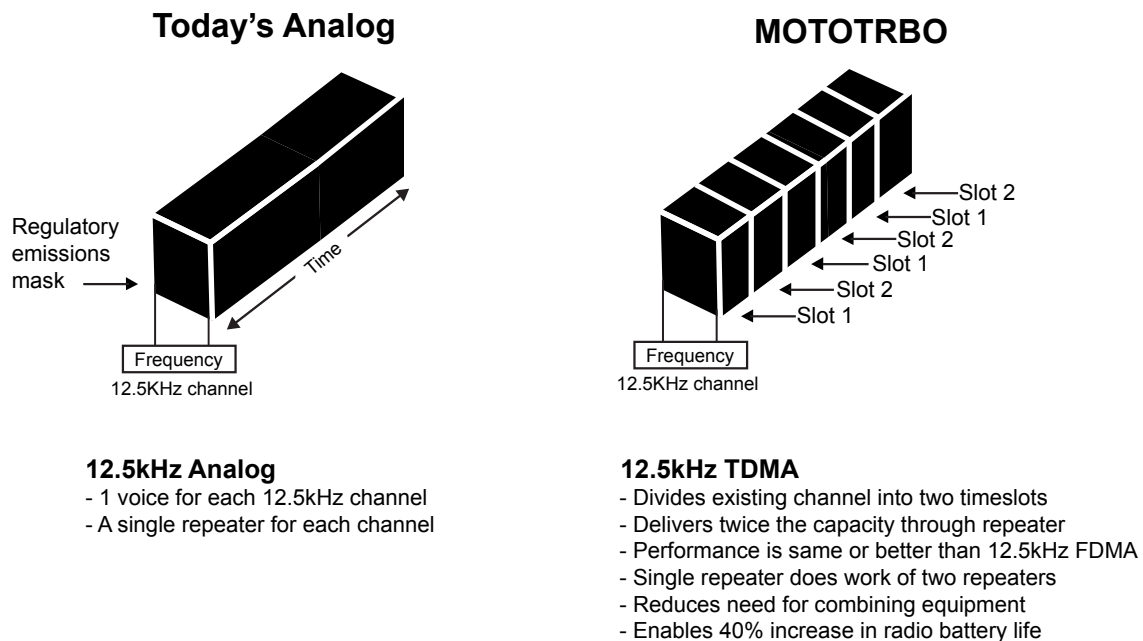 Today's Analog
Regulatory
emissions
mask
Time
Frequency
12.5KHz channel
12.5kHz Analog
- 1 voice for each 12.5kHz channel
- A single repeater for each channel
MOTOTRBO
Slot 2
Slot 1
Slot 2
Slot 1
Slot 2
Slot 1
Frequency
12.5KHz channel
12.5kHz TDMA
- Divides existing channel into two timeslots
- Delivers twice the capacity through repeater
- Performance is same or better than 12.5kHz FDMA
- Single repeater does work of two repeaters
- Reduces need for combining equipment
- Enables 40% increase in radio battery life